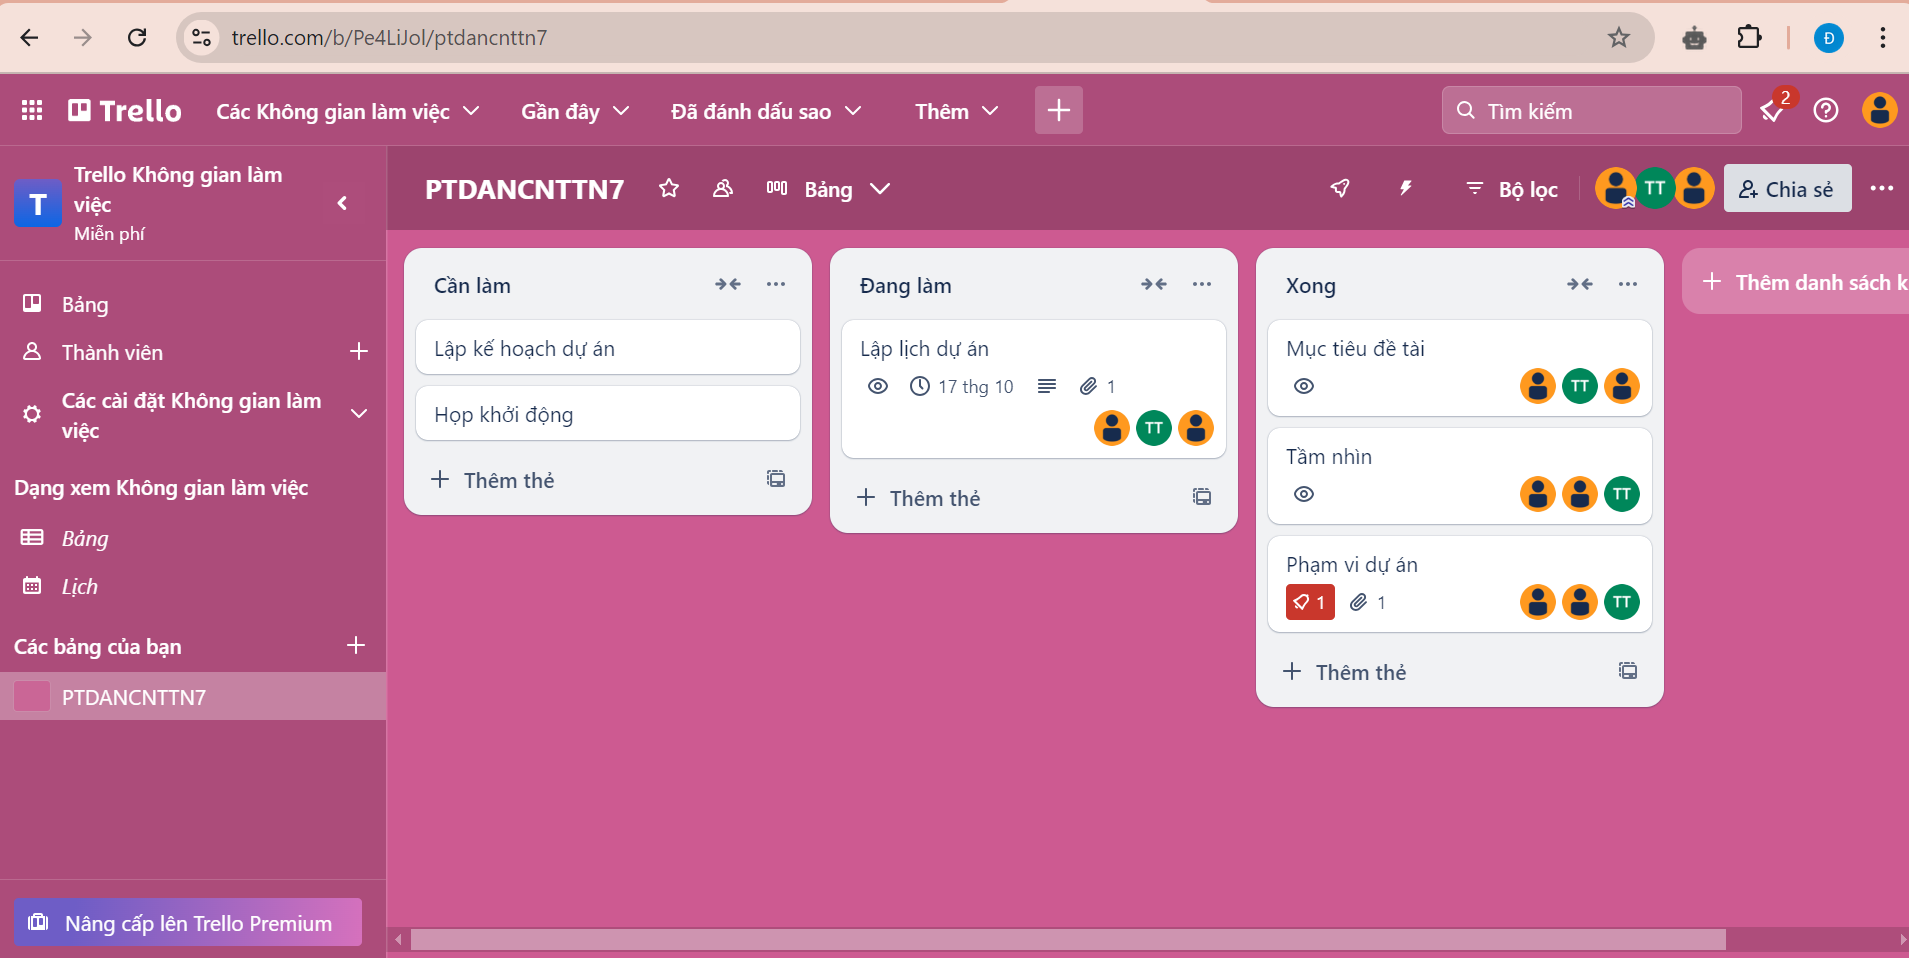 trello.com/b/Pe4LiJol/ptdancnttn7
Đ
Trello
Các Không gian làm việc
Gần đây
Đã đánh dấu sao
Thêm
Tìm kiếm
2
T
Trello Không gian làm
việc
Miễn phí
PTDANCNTTN7
Bảng
Bộ lọc
TT
Chia sẻ
Bảng
Thành viên
Các cài đặt Không gian làm
việc
Dạng xem Không gian làm việc
Bảng
Lịch
Các bảng của bạn
PTDANCNTTN7
Nâng cấp lên Trello Premium
Cần làm
Lập kế hoạch dự án
Họp khởi động
Thêm thẻ
Đang làm
Lập lịch dự án
17 thg 10
1
TT
Thêm thẻ
Xong
Mục tiêu đề tài
TT
Tầm nhìn
TT
Phạm vi dự án
1
1
TT
Thêm thẻ
Thêm danh sách k